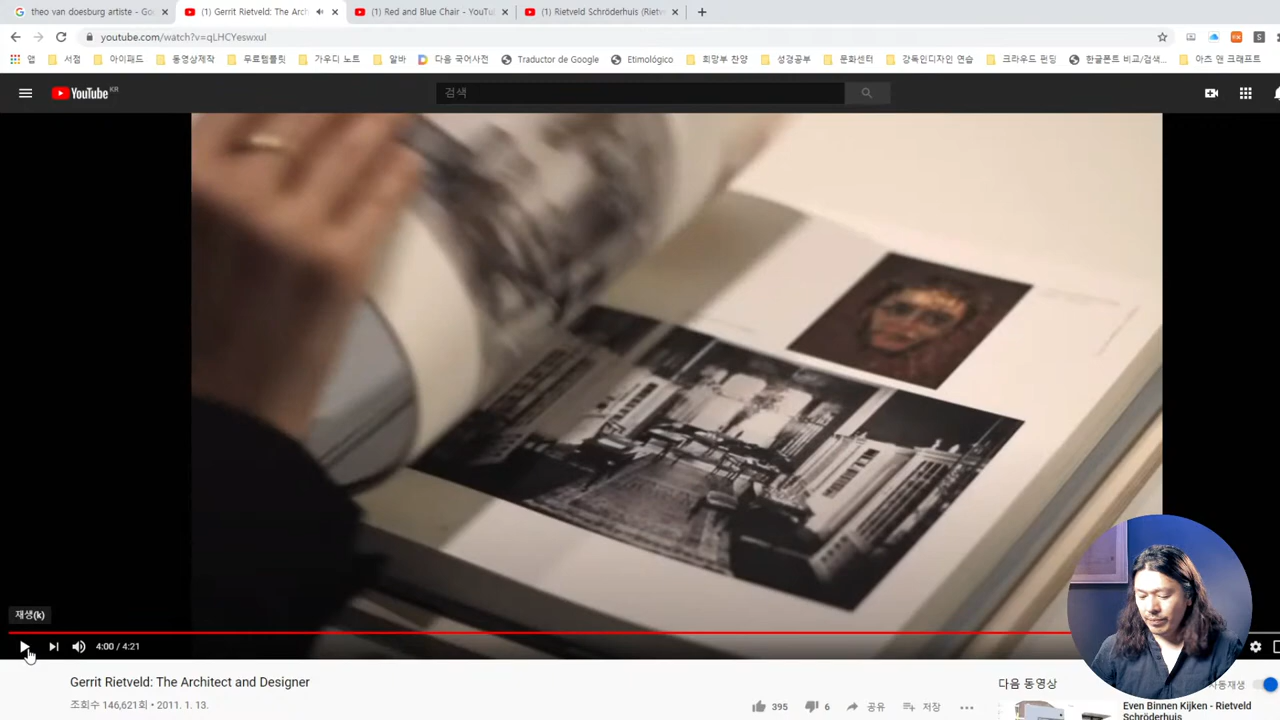 theo van doesburg artiste - Go
(1) Gerrit Rietveld: The Arch
(1) Red and Blue Chair - YouTu
(1) Rietveld Schröderhuis (Rietv
youtube.com/watch?v=qLHCYeswxuI
앱
서점
아이패드
동영상제작
무료템플릿
가우디 노트
알바
다음 국어사전
Traductor de Google
Etimológico
희망부 찬양
성경공부
문화센터
감독인디자인 연습
크라우드 펀딩
한글폰트 비교/검색...
아츠 앤 크래프트
YouTube KR
검색
재생(k)
4:00 / 4:21
Gerrit Rietveld: The Architect and Designer
조회수 146,621회 • 2011. 1. 13.
395
6
공유
저장
다음 동영상
자동재생
Even Binnen Kijken - Rietveld
Schröderhuis